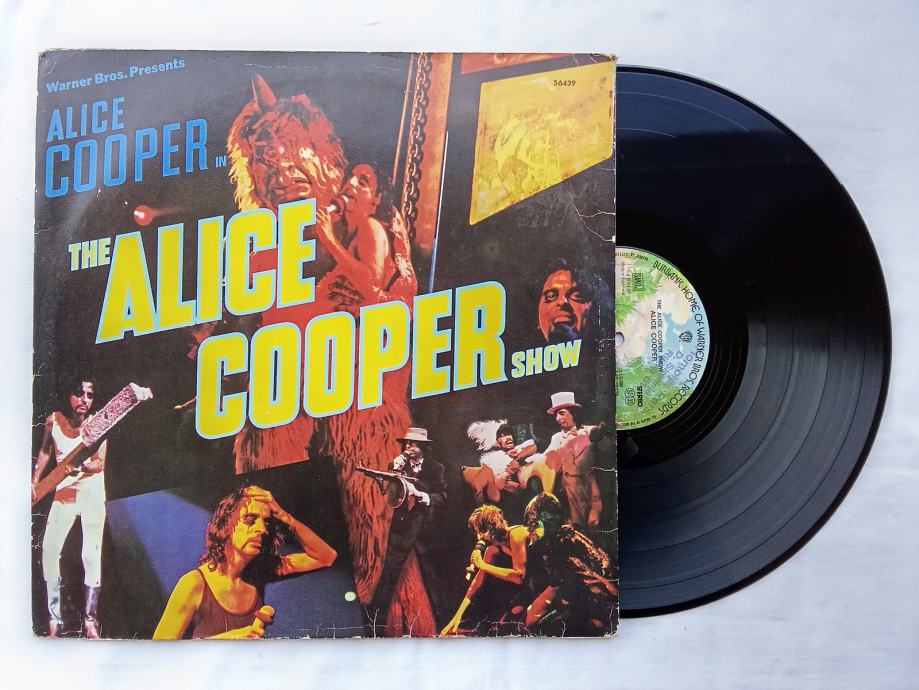 Warner Bros. Presents
ALICE
COOPER IN
THE ALICE
COOPER SHOW
56439
BURBANK, HOME OF WARNER BROS. RECORDS
THE ALICE COOPER SHOW
ALICE COOPER
STEREO